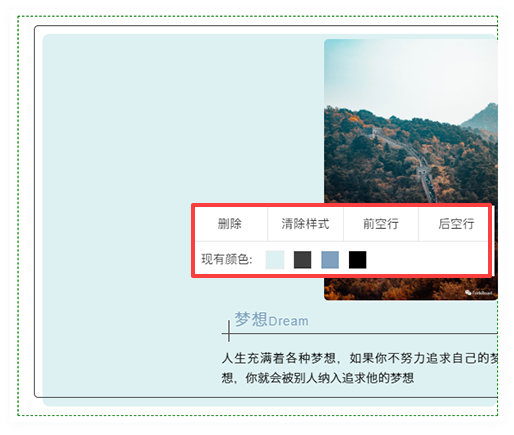 删除 清除样式 前空行 后空行
现有颜色:
梦想Dream
人生充满着各种梦想，如果你不努力追求自己的梦
想，你就会被别人纳入追求他的梦想